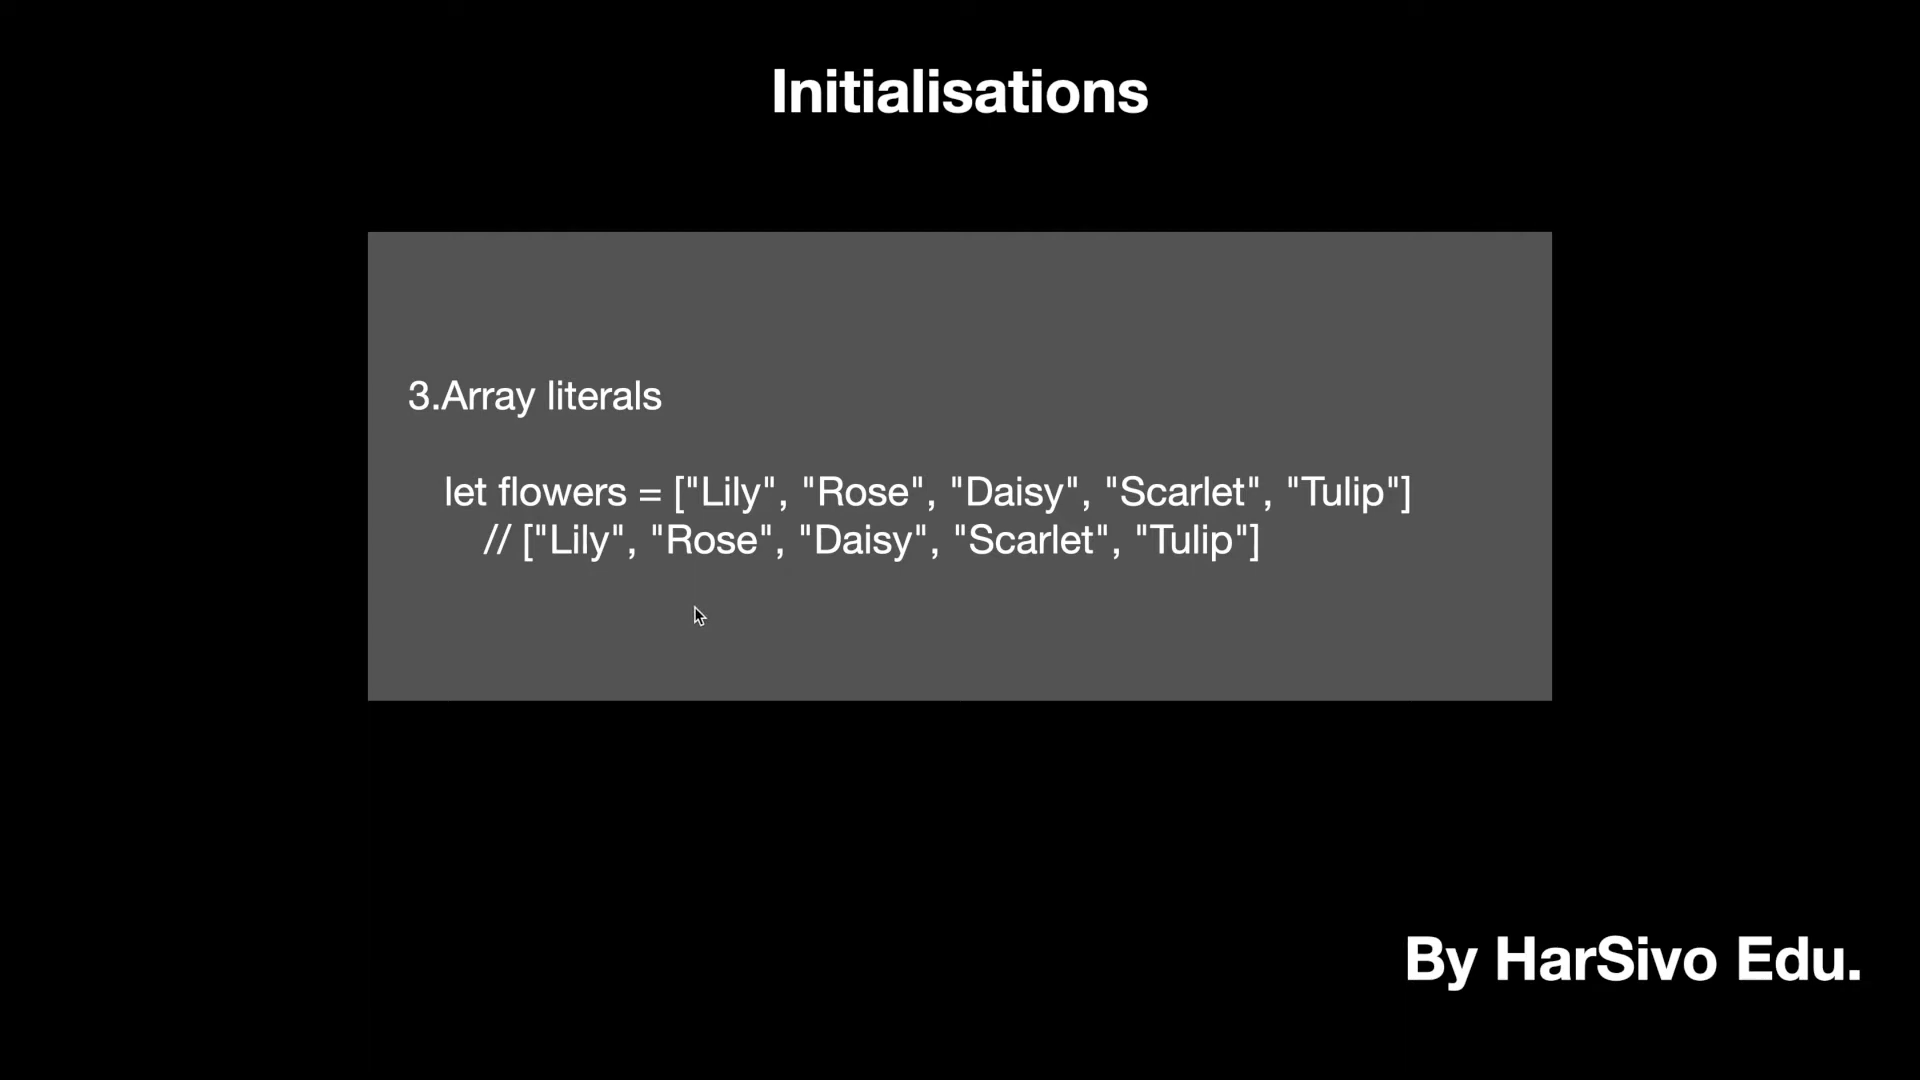 Initialisations
3.Array literals
let flowers = ["Lily", "Rose", "Daisy", "Scarlet", "Tulip"]
// ["Lily", "Rose", "Daisy", "Scarlet", "Tulip"]
By HarSivo Edu.